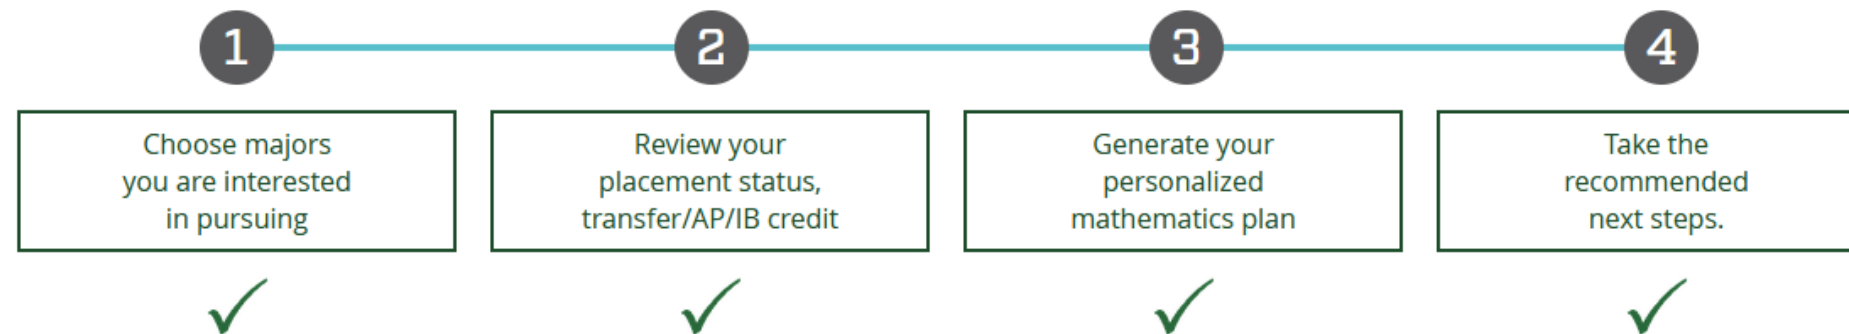 1
2
3
4
Choose majors
you are interested
in pursuing
Review your
placement status,
transfer/AP/IB credit
Generate your
personalized
mathematics plan
Take the
recommended
next steps.